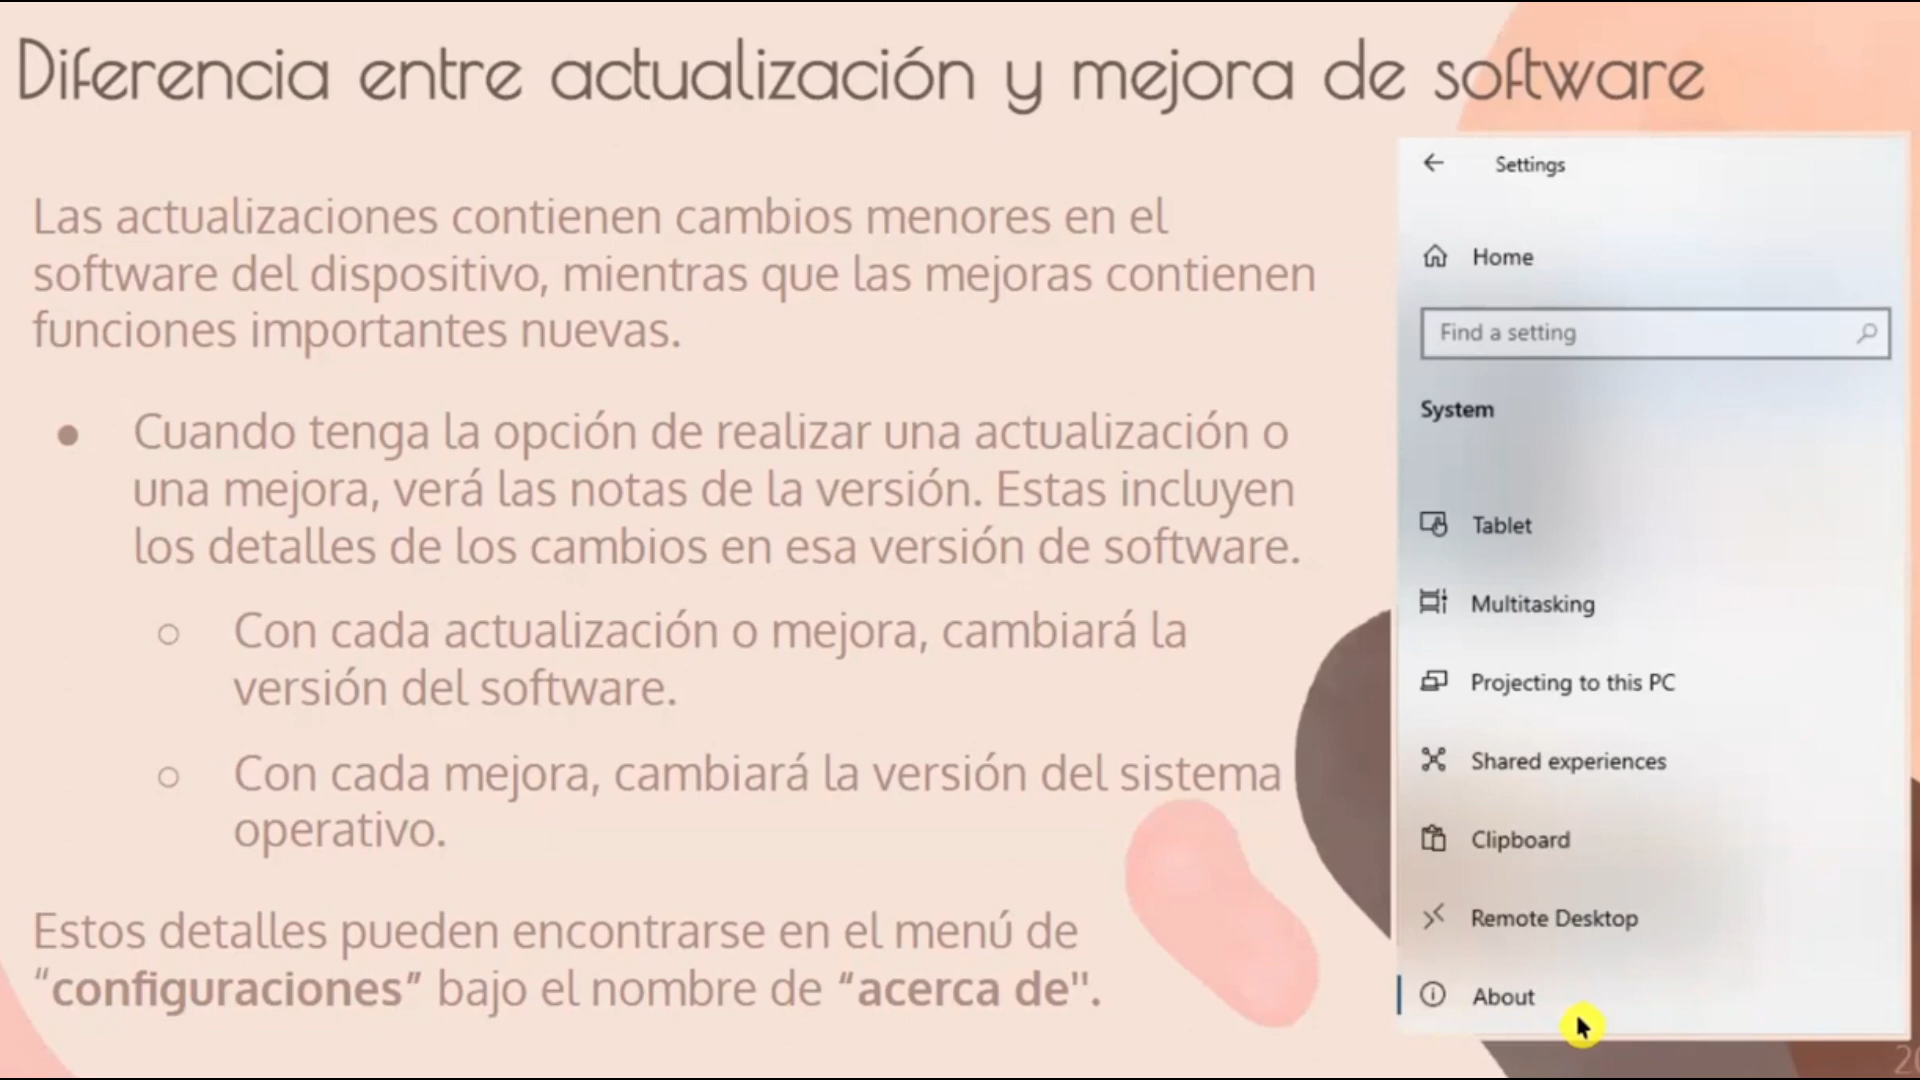 Diferencia entre actualización y mejora de software
Las actualizaciones contienen cambios menores en el
software del dispositivo, mientras que las mejoras contienen
funciones importantes nuevas.
● Cuando tenga la opción de realizar una actualización o
una mejora, verá las notas de la versión. Estas incluyen
los detalles de los cambios en esa versión de software.
○ Con cada actualización o mejora, cambiará la
versión del software.
○ Con cada mejora, cambiará la versión del sistema
operativo.
Estos detalles pueden encontrarse en el menú de
“configuraciones” bajo el nombre de “acerca de".
Settings
Home
Find a setting
System
Tablet
Multitasking
Projecting to this PC
Shared experiences
Clipboard
Remote Desktop
About